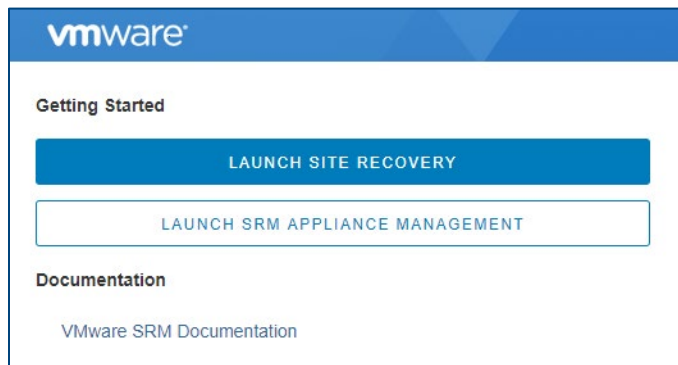 vmware
Getting Started
LAUNCH SITE RECOVERY
LAUNCH SRM APPLIANCE MANAGEMENT
Documentation
VMware SRM Documentation